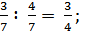 3/7 : 4/7 = 3/4;